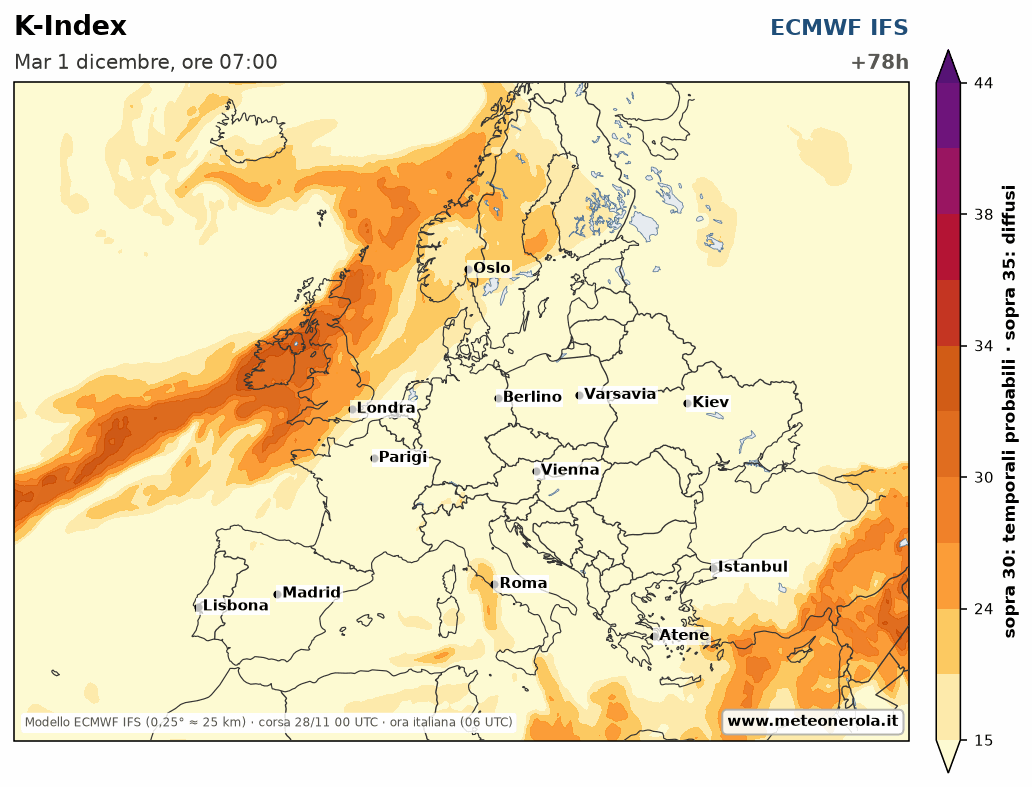 K-Index
ECMWF IFS
Mar 1 dicembre, ore 07:00
+78h
Oslo
Londra
Berlino
Varsavia
Kiev
Parigi
Vienna
Istanbul
Roma
Madrid
Lisbona
Atene
Modello ECMWF IFS (0,25° ≈ 25 km) · corsa 28/11 00 UTC · ora italiana (06 UTC)
www.meteonerola.it
44
38
34
30
24
15
sopra 30: temporali probabili · sopra 35: diffusi